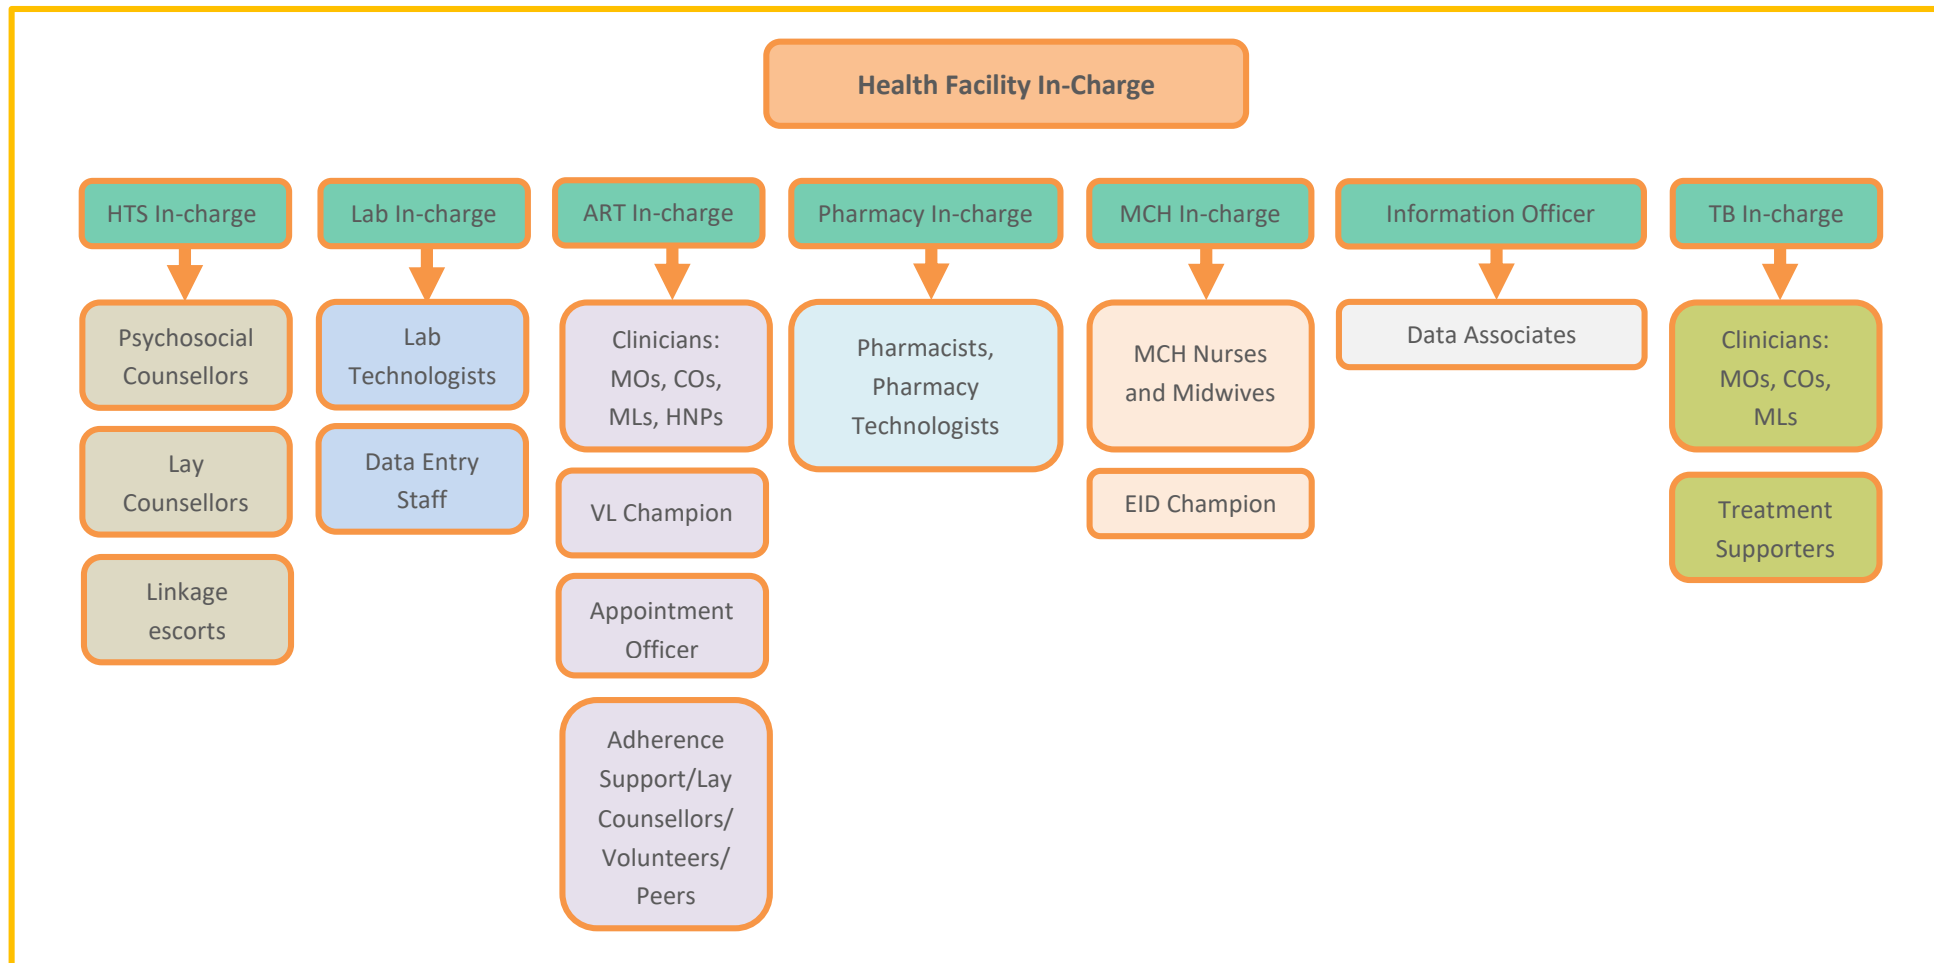 Health Facility In-Charge
HTS In-charge
Lab In-charge
ART In-charge
Pharmacy In-charge
MCH In-charge
Information Officer
TB In-charge
Psychosocial
Counsellors
Lay
Counsellors
Linkage
escorts
Lab
Technologists
Data Entry
Staff
Clinicians:
MOs, COs,
MLs, HNPs
VL Champion
Appointment
Officer
Adherence
Support/Lay
Counsellors/
Volunteers/
Peers
Pharmacists,
Pharmacy
Technologists
MCH Nurses
and Midwives
EID Champion
Data Associates
Clinicians:
MOs, COs,
MLs
Treatment
Supporters